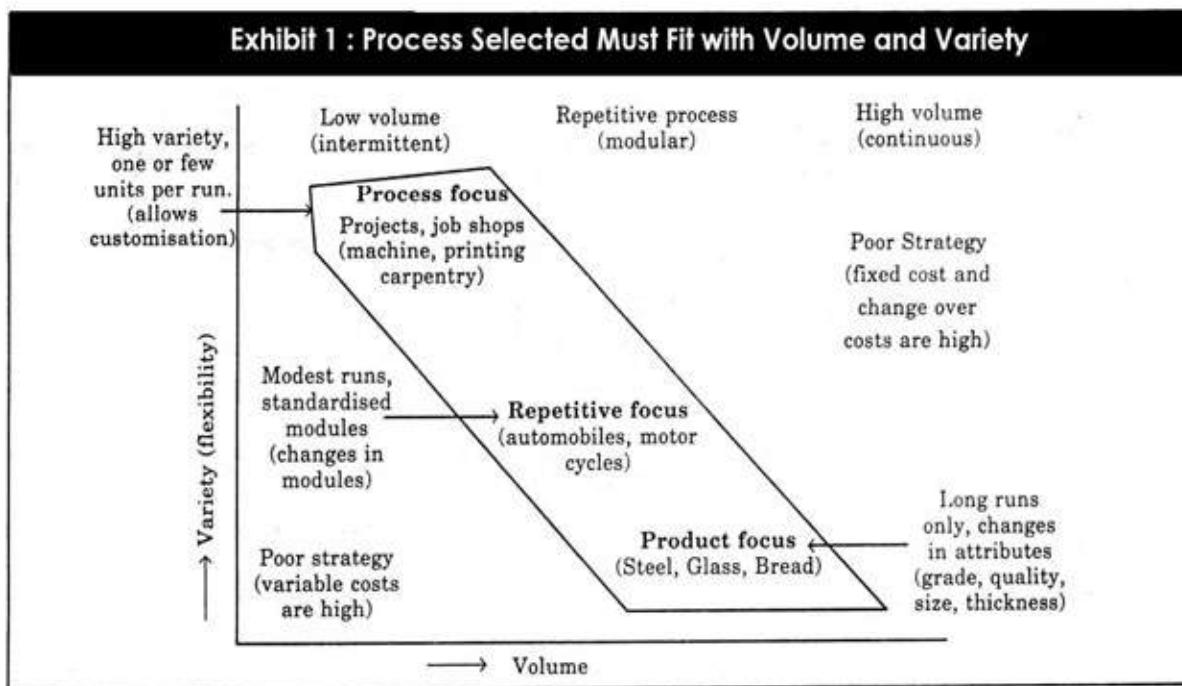 Exhibit 1 : Process Selected Must Fit with Volume and Variety
Low volume
(intermittent)
Repetitive process
(modular)
High volume
(continuous)
High variety,
one or few
units per run.
(allows
customisation)
Process focus
Projects, job shops
(machine, printing
carpentry)
Poor Strategy
(fixed cost and
change over
costs are high)
Variety (flexibility)
Modest runs,
standardised
modules
(changes in
modules)
Repetitive focus
(automobiles, motor
cycles)
Poor strategy
(variable costs
are high)
Product focus
(Steel, Glass, Bread)
Long runs
only, changes
in attributes
(grade, quality,
size, thickness)
Volume